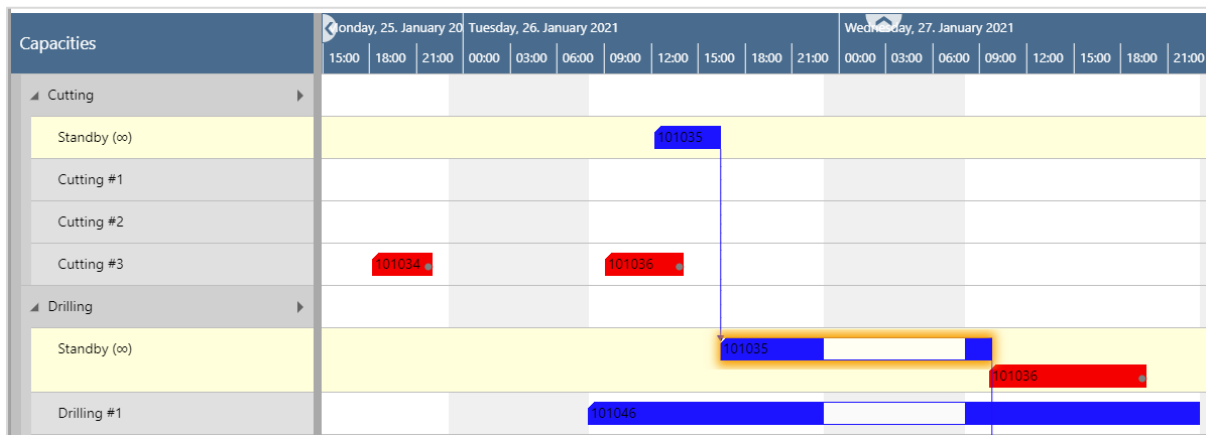 Capacities
Monday, 25. January 20 Tuesday, 26. January 2021 Wednesday, 27. January 2021
15:00 18:00 21:00 00:00 03:00 06:00 09:00 12:00 15:00 18:00 21:00 00:00 03:00 06:00 09:00 12:00 15:00 18:00 21:00
Cutting
Standby (∞) 101035
Cutting #1
Cutting #2
Cutting #3 101034 101036
Drilling
Standby (∞) 101035
101036
Drilling #1 101046